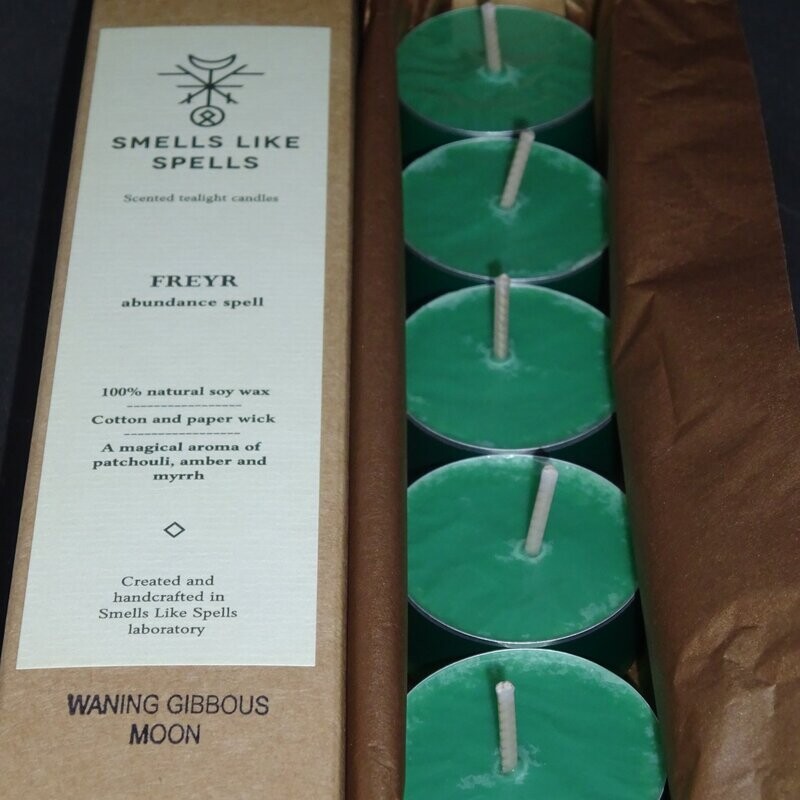 SMELLS LIKE
SPELLS
Scented tealight candles
FREYR
abundance spell
100% natural soy wax
Cotton and paper wick
A magical aroma of
patchouli, amber and
myrrh
Created and
handcrafted in
Smells Like Spells
laboratory
WANING GIBBOUS
MOON